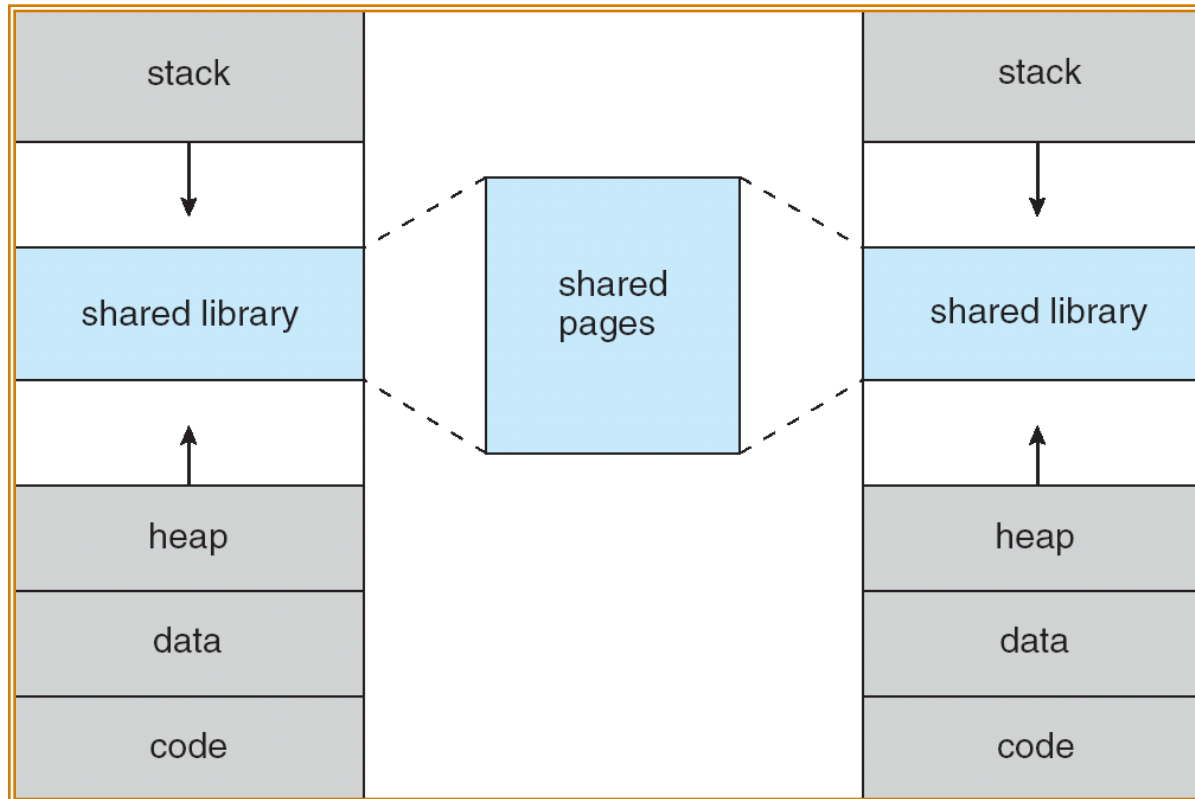 stack
shared library
heap
data
code
shared
pages
stack
shared library
heap
data
code